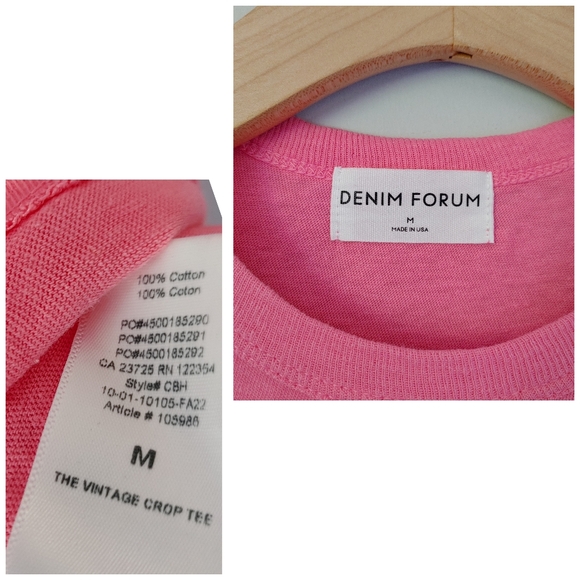 DENIM FORUM
M
MADE IN USA
100% Cotton
100% Coton
PO#4500185290
PO#4500185291
PO#4500185292
CA 23725 RN 122354
Style# CBH
10-01-10105-FA22
Article # 105986
M
THE VINTAGE CROP TEE